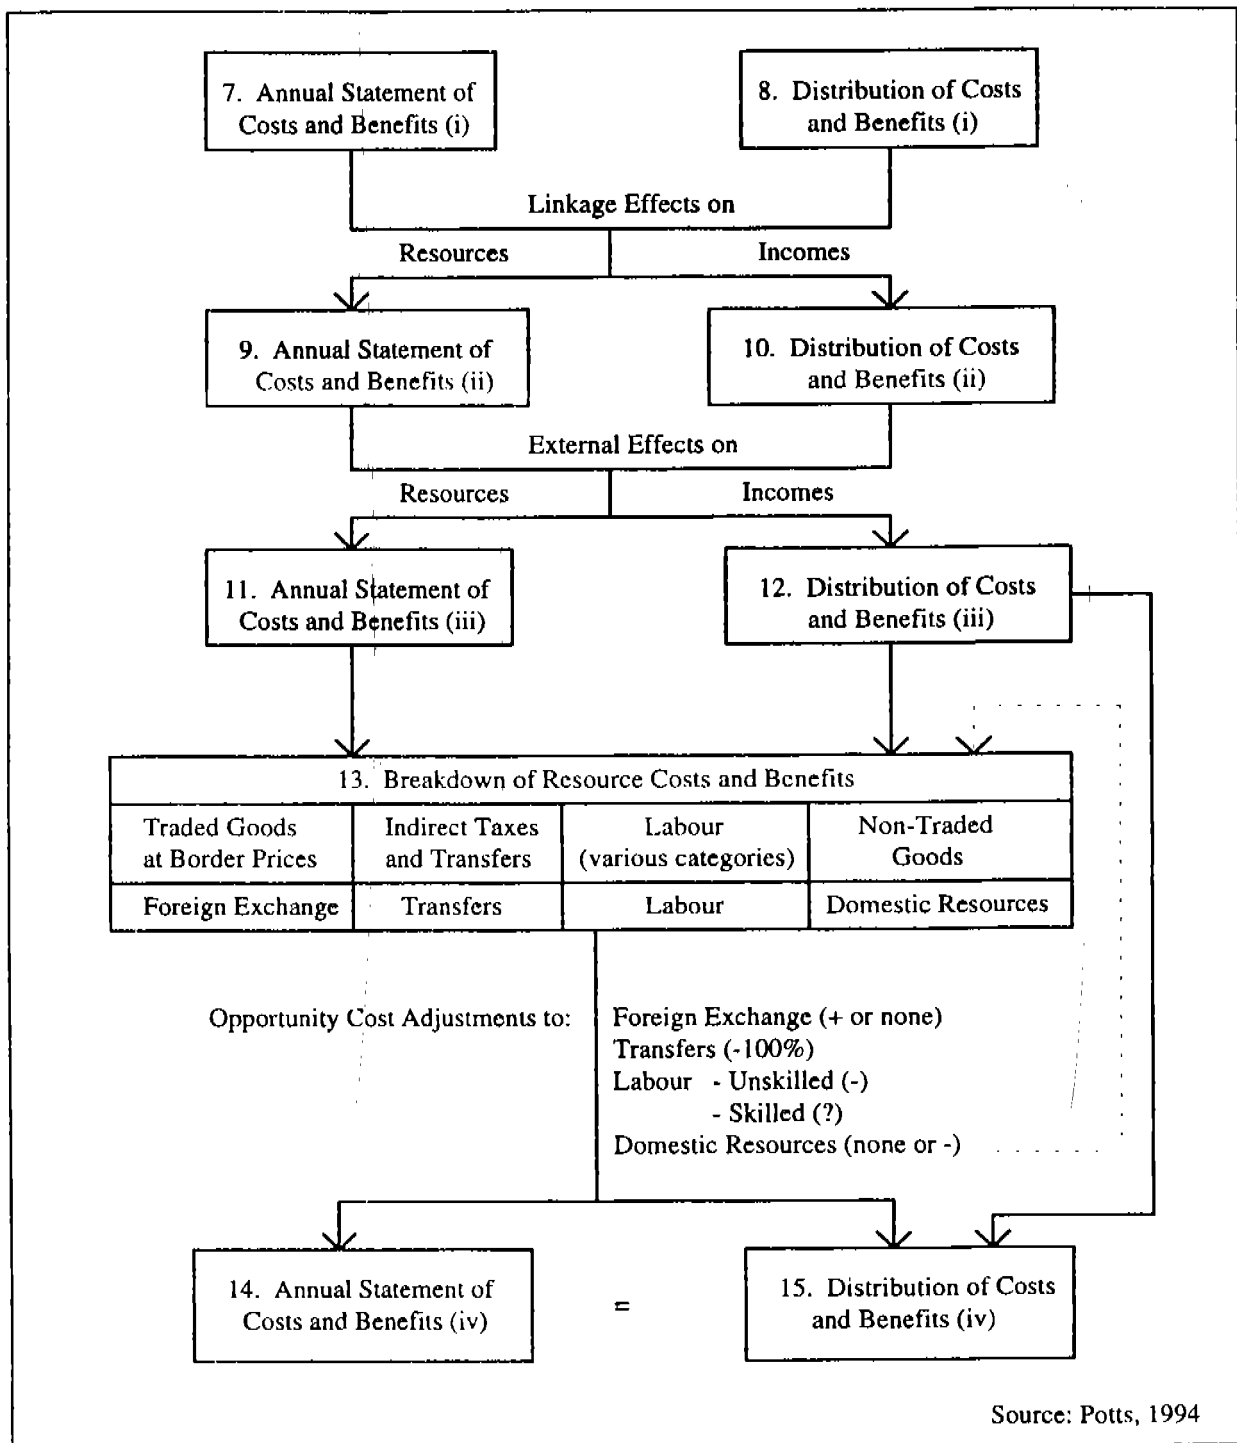 7. Annual Statement of
Costs and Benefits (i)
8. Distribution of Costs
and Benefits (i)
Linkage Effects on
Resources
Incomes
9. Annual Statement of
Costs and Benefits (ii)
10. Distribution of Costs
and Benefits (ii)
External Effects on
Resources
Incomes
11. Annual Statement of
Costs and Benefits (iii)
12. Distribution of Costs
and Benefits (iii)
13. Breakdown of Resource Costs and Benefits
Traded Goods
at Border Prices
Indirect Taxes
and Transfers
Labour
(various categories)
Non-Traded
Goods
Foreign Exchange
Transfers
Labour
Domestic Resources
Opportunity Cost Adjustments to:
Foreign Exchange (+ or none)
Transfers (-100%)
Labour - Unskilled (-)
- Skilled (?)
Domestic Resources (none or -)
14. Annual Statement of
Costs and Benefits (iv)
=
15. Distribution of Costs
and Benefits (iv)
Source: Potts, 1994